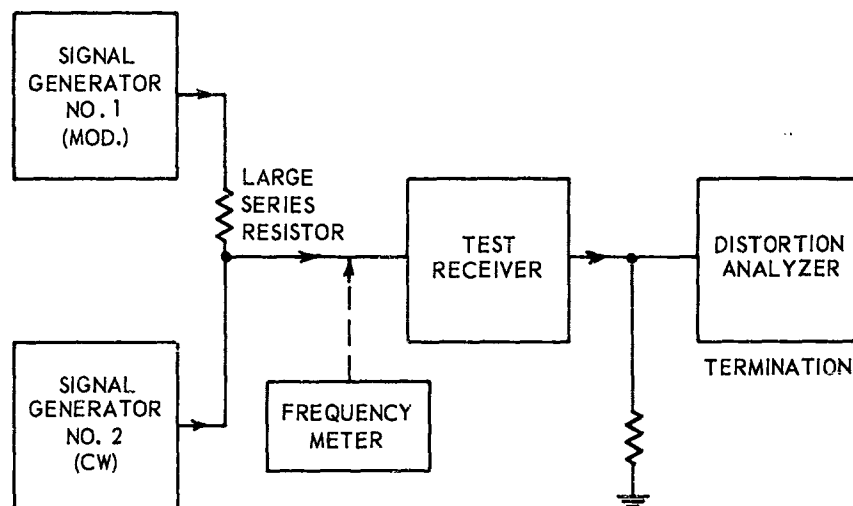 SIGNAL
GENERATOR
NO. 1
(MOD.)
LARGE
SERIES
RESISTOR
TEST
RECEIVER
DISTORTION
ANALYZER
TERMINATION
SIGNAL
GENERATOR
NO. 2
(CW)
FREQUENCY
METER